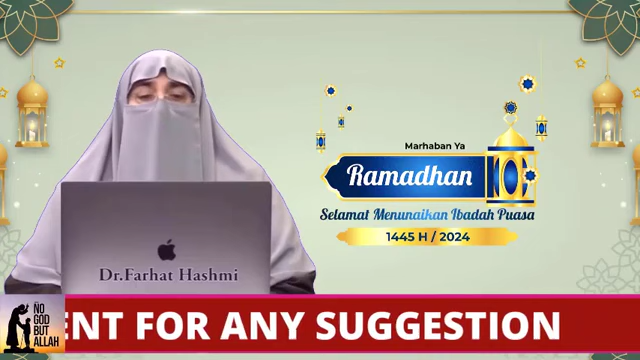 Marhaban Ya
Ramadhan
Selamat Menunaikan Ibadah Puasa
1445 H / 2024
Dr.Farhat Hashmi
NO
GOD
BUT
ALLAH
ENT FOR ANY SUGGESTION